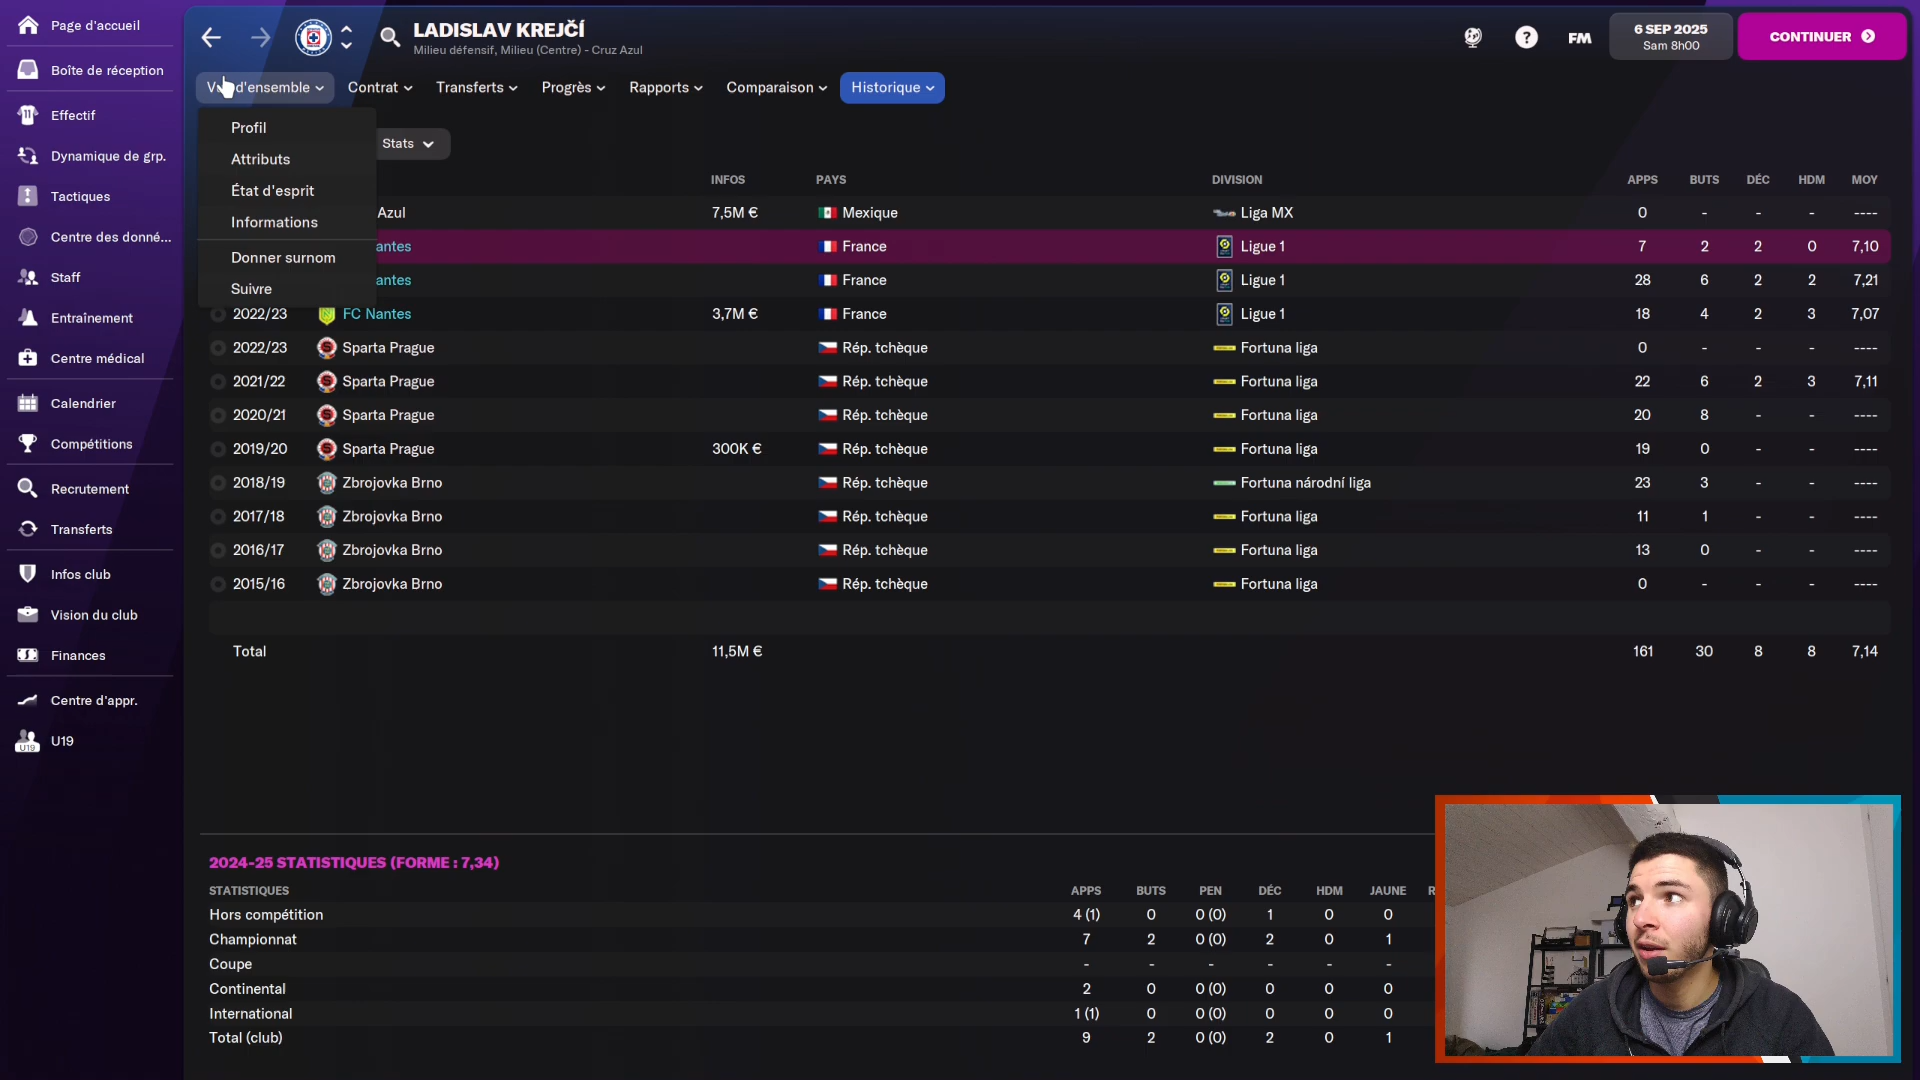 Page d'accueil
Boîte de réception
Effectif
Dynamique de grp.
Tactiques
Centre des donné...
Staff
Entraînement
Centre médical
Calendrier
Compétitions
Recrutement
Transferts
Infos club
Vision du club
Finances
Centre d'appr.
U19
LADISLAV KREJČÍ
Milieu défensif, Milieu (Centre) - Cruz Azul
? FM
6 SEP 2025
Sam 8h00
CONTINUER
d'ensemble Contrat Transferts Progrès Rapports Comparaison Historique
Profil
Attributs
État d'esprit
Informations
Donner surnom
Suivre
Stats
INFOS PAYS DIVISION APPS BUTS DÉC HDM MOY
Azul 7,5M € Mexique Liga MX 0 - - - ----
antes France Ligue 1 7 2 2 0 7,10
antes France Ligue 1 28 6 2 2 7,21
2022/23 FC Nantes 3,7M € France Ligue 1 18 4 2 3 7,07
2022/23 Sparta Prague Rép. tchèque Fortuna liga 0 - - - ----
2021/22 Sparta Prague Rép. tchèque Fortuna liga 22 6 2 3 7,11
2020/21 Sparta Prague Rép. tchèque Fortuna liga 20 8 - - ----
2019/20 Sparta Prague 300K € Rép. tchèque Fortuna liga 19 0 - - ----
2018/19 Zbrojovka Brno Rép. tchèque Fortuna národní liga 23 3 - - ----
2017/18 Zbrojovka Brno Rép. tchèque Fortuna liga 11 1 - - ----
2016/17 Zbrojovka Brno Rép. tchèque Fortuna liga 13 0 - - ----
2015/16 Zbrojovka Brno Rép. tchèque Fortuna liga 0 - - - ----
Total 11,5M € 161 30 8 8 7,14
2024-25 STATISTIQUES (FORME : 7,34)
STATISTIQUES APPS BUTS PEN DÉC HDM JAUNE R
Hors compétition 4 (1) 0 0 (0) 1 0 0
Championnat 7 2 0 (0) 2 0 1
Coupe - - - - - -
Continental 2 0 0 (0) 0 0 0
International 1 (1) 0 0 (0) 0 0 0
Total (club) 9 2 0 (0) 2 0 1